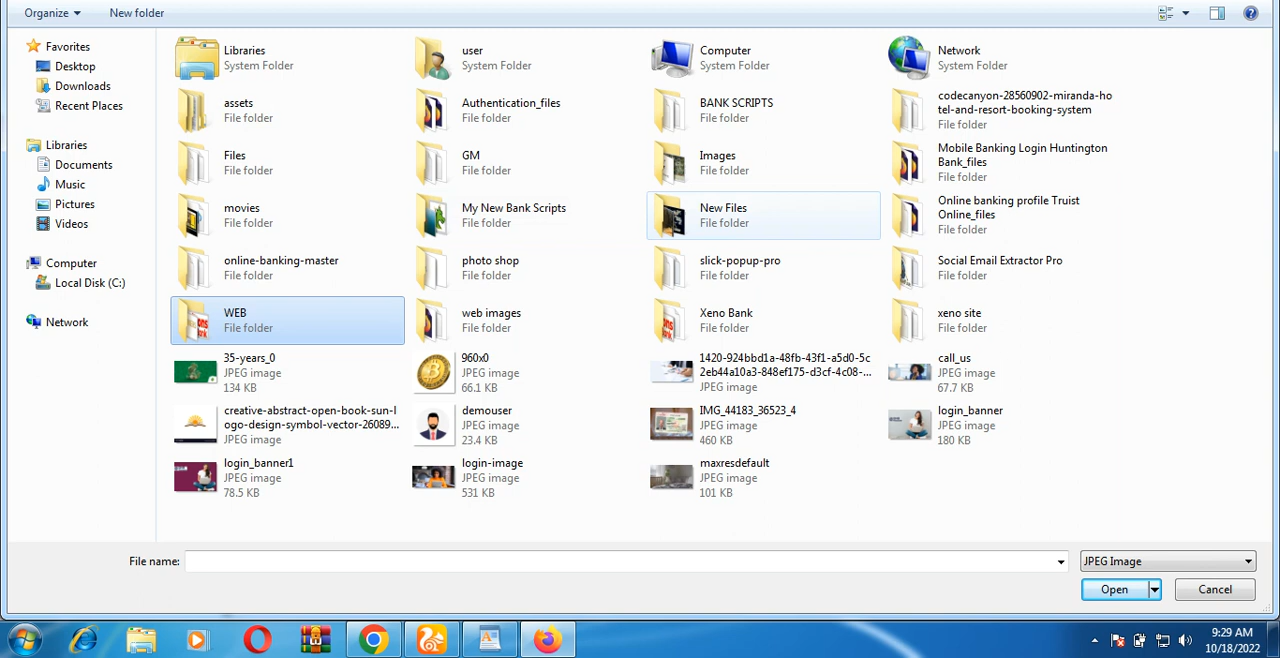 Organize
New folder
Favorites
Desktop
Downloads
Recent Places
Libraries
Documents
Music
Pictures
Videos
Computer
Local Disk (C:)
Network
Libraries
System Folder
user
System Folder
Computer
System Folder
Network
System Folder
assets
File folder
Authentication_files
File folder
BANK SCRIPTS
File folder
codecanyon-28560902-miranda-ho
tel-and-resort-booking-system
File folder
Files
File folder
GM
File folder
Images
File folder
Mobile Banking Login Huntington
Bank_files
File folder
movies
File folder
My New Bank Scripts
File folder
New Files
File folder
Online banking profile Truist
Online_files
File folder
online-banking-master
File folder
photo shop
File folder
slick-popup-pro
File folder
Social Email Extractor Pro
File folder
WEB
File folder
web images
File folder
Xeno Bank
File folder
xeno site
File folder
35-years_0
JPEG image
134 KB
960x0
JPEG image
66.1 KB
1420-924bbd1a-48fb-43f1-a5d0-5c
2eb44a10a3-848ef175-d3cf-4c08-...
JPEG image
call_us
JPEG image
67.7 KB
creative-abstract-open-book-sun-l
ogo-design-symbol-vector-26089...
JPEG image
demouser
JPEG image
23.4 KB
IMG_44183_36523_4
JPEG image
460 KB
login_banner
JPEG image
180 KB
login_banner1
JPEG image
78.5 KB
login-image
JPEG image
531 KB
maxresdefault
JPEG image
101 KB
File name:
JPEG Image
Open
Cancel
9:29 AM
10/18/2022